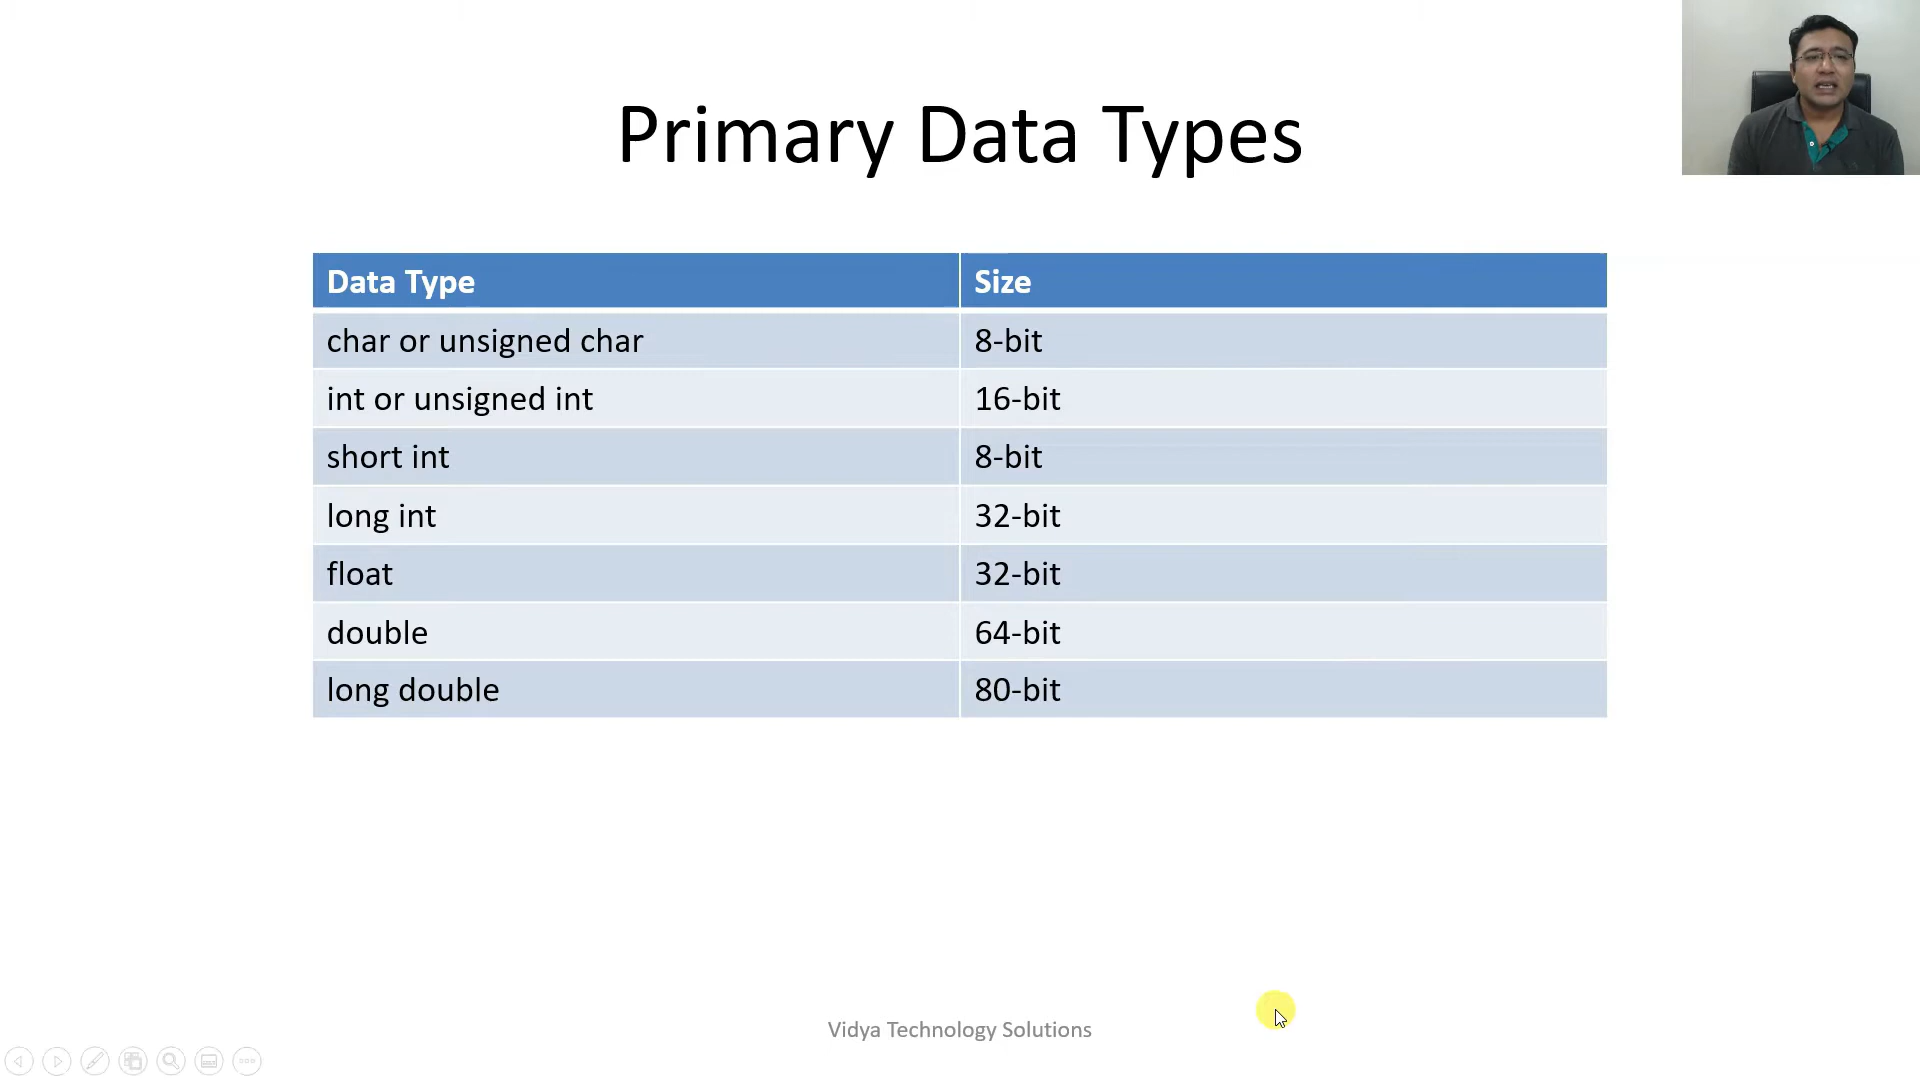 Primary Data Types
Data Type Size
char or unsigned char 8-bit
int or unsigned int 16-bit
short int 8-bit
long int 32-bit
float 32-bit
double 64-bit
long double 80-bit
Vidya Technology Solutions